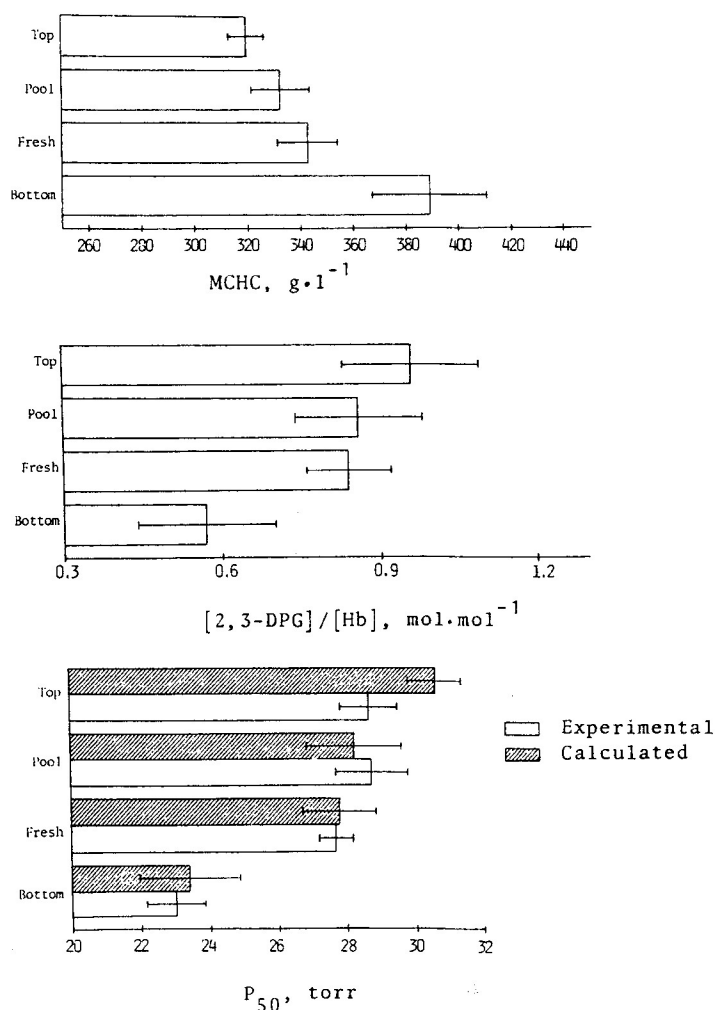 Top
Pool
Fresh
Bottom
260 280 300 320 340 360 380 400 420 440
MCHC, g·l⁻¹
Top
Pool
Fresh
Bottom
0.3 0.6 0.9 1.2
[2,3-DPG]/[Hb], mol·mol⁻¹
Top
Pool
Fresh
Bottom
Experimental
Calculated
20 22 24 26 28 30 32
P₅₀, torr